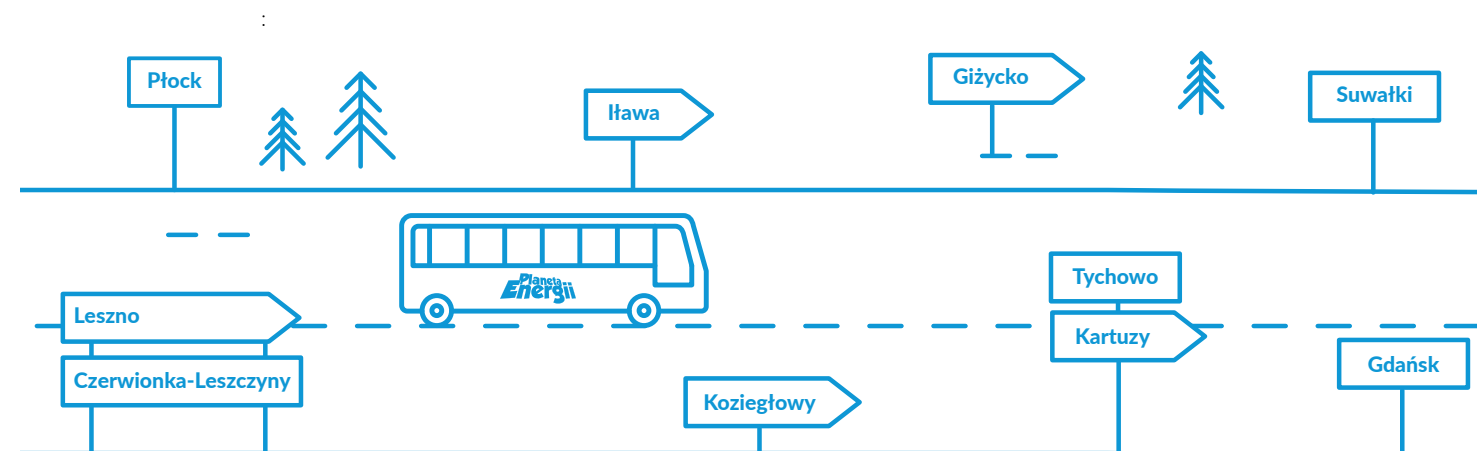 :
Płock
Iława
Giżycko
Suwałki
Planeta
Energii
Leszno
Czerwionka-Leszczyny
Koziegłowy
Tychowo
Kartuzy
Gdańsk